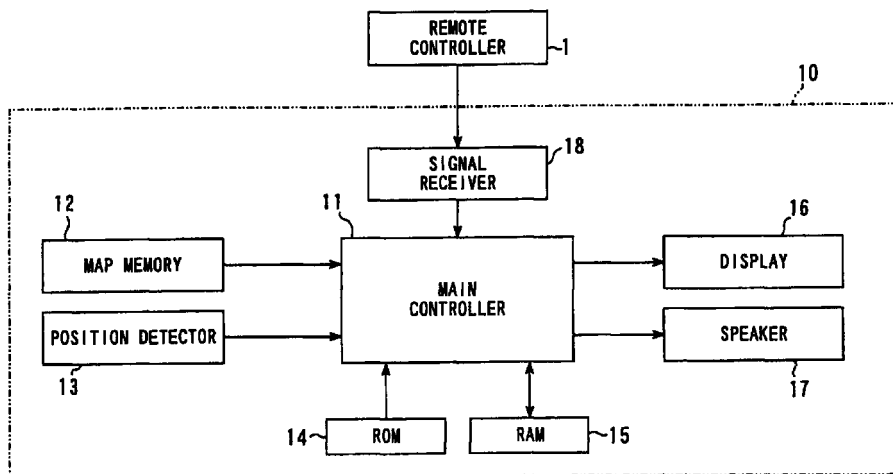 REMOTE
CONTROLLER
1
10
SIGNAL
RECEIVER
18
12
11
16
MAP MEMORY
MAIN
CONTROLLER
DISPLAY
POSITION DETECTOR
SPEAKER
13
17
14
ROM
RAM
15